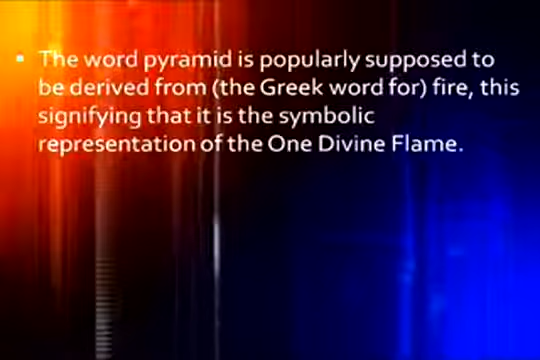 • The word pyramid is popularly supposed to
be derived from (the Greek word for) fire, this
signifying that it is the symbolic
representation of the One Divine Flame.